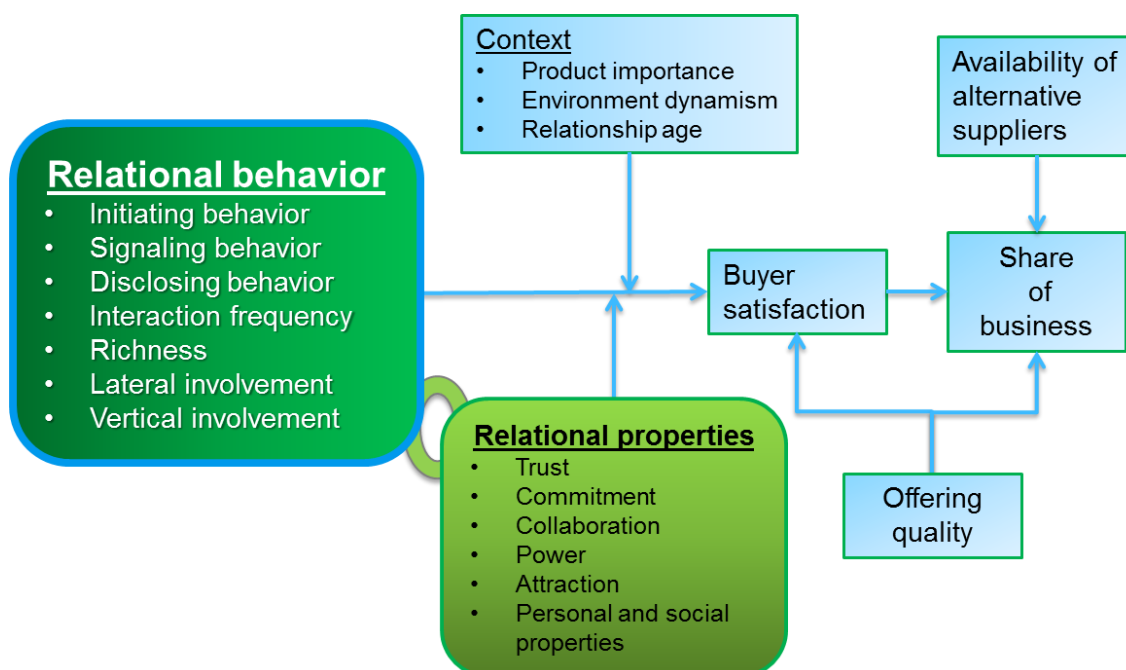 Context
• Product importance
• Environment dynamism
• Relationship age
Availability of
alternative
suppliers
Relational behavior
• Initiating behavior
• Signaling behavior
• Disclosing behavior
• Interaction frequency
• Richness
• Lateral involvement
• Vertical involvement
Buyer
satisfaction
Share
of
business
Relational properties
• Trust
• Commitment
• Collaboration
• Power
• Attraction
• Personal and social
properties
Offering
quality